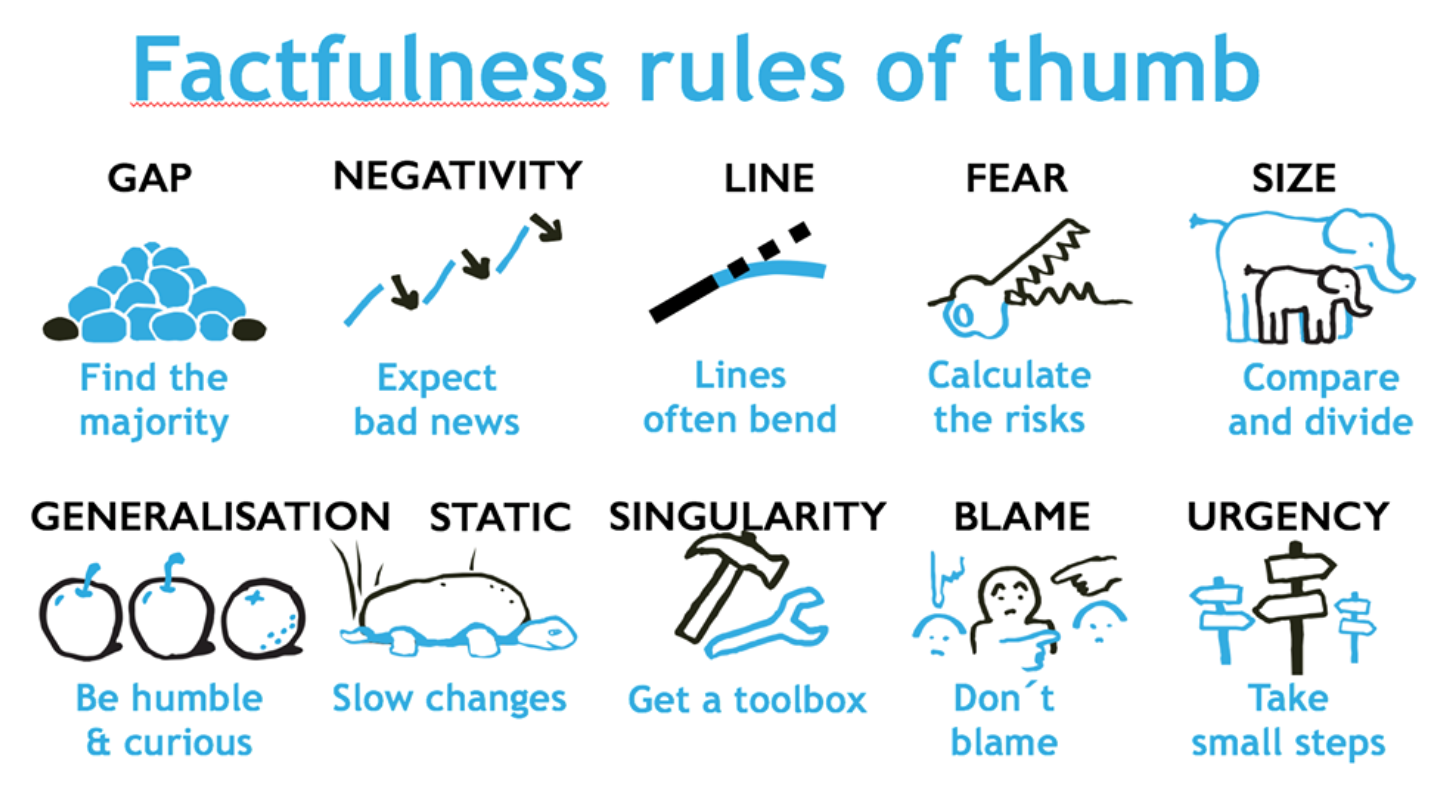 Factfulness rules of thumb
GAP
Find the
majority
NEGATIVITY
Expect
bad news
LINE
Lines
often bend
FEAR
Calculate
the risks
SIZE
Compare
and divide
GENERALISATION
Be humble
& curious
STATIC
Slow changes
SINGULARITY
Get a toolbox
BLAME
Don´t
blame
URGENCY
Take
small steps